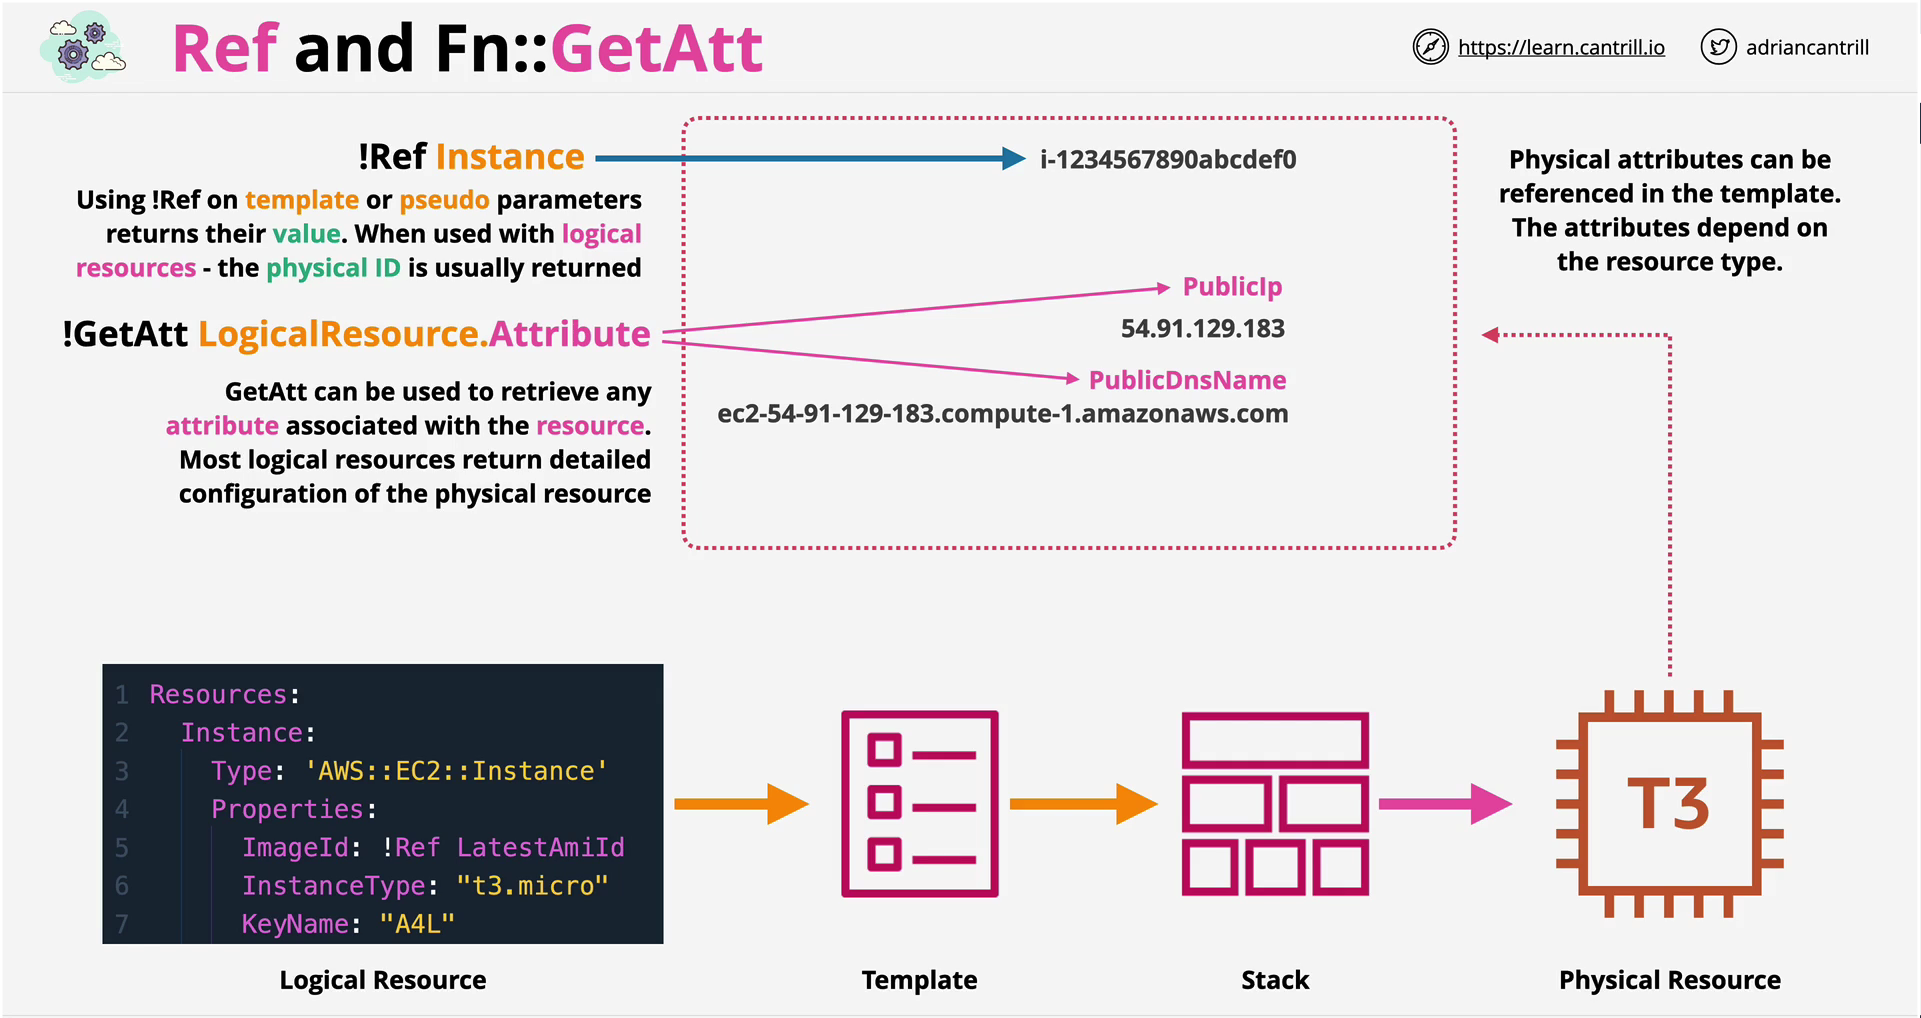 Ref and Fn::GetAtt
https://learn.cantrill.io
adriancantrill
!Ref Instance
i-1234567890abcdef0
Using !Ref on template or pseudo parameters
returns their value. When used with logical
resources - the physical ID is usually returned
Physical attributes can be
referenced in the template.
The attributes depend on
the resource type.
!GetAtt LogicalResource.Attribute
PublicIp
54.91.129.183
PublicDnsName
ec2-54-91-129-183.compute-1.amazonaws.com
GetAtt can be used to retrieve any
attribute associated with the resource.
Most logical resources return detailed
configuration of the physical resource
1 Resources:
2 Instance:
3 Type: 'AWS::EC2::Instance'
4 Properties:
5 ImageId: !Ref LatestAmiId
6 InstanceType: "t3.micro"
7 KeyName: "A4L"
T3
Logical Resource
Template
Stack
Physical Resource